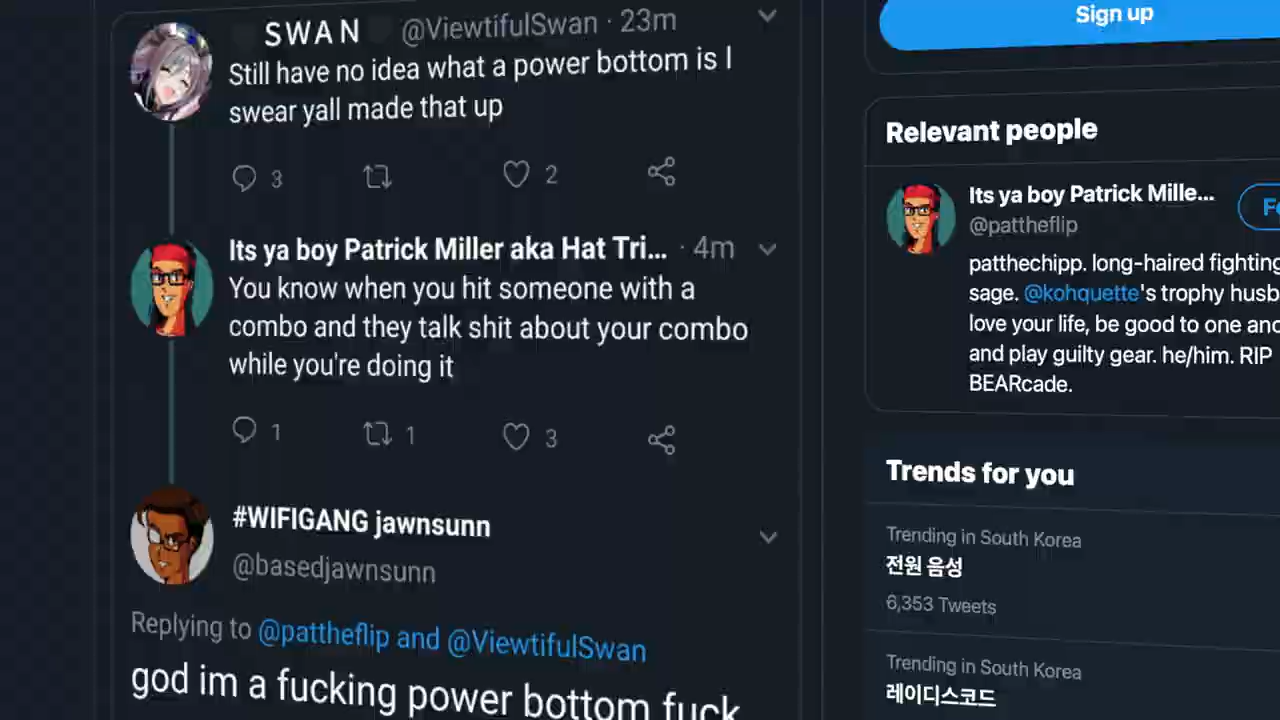 SWAN @ViewtifulSwan · 23m
Still have no idea what a power bottom is I
swear yall made that up
3
2
Its ya boy Patrick Miller aka Hat Tri... · 4m
You know when you hit someone with a
combo and they talk shit about your combo
while you're doing it
1
1
3
#WIFIGANG jawnsunn
@basedjawnsunn
Replying to @pattheflip and @ViewtifulSwan
god im a fucking power bottom fuck
Sign up
Relevant people
Its ya boy Patrick Mille...
@pattheflip
patthechipp. long-haired fighting
sage. @kohquette's trophy husb
love your life, be good to one and
and play guilty gear. he/him. RIP
BEARcade.
Trends for you
Trending in South Korea
전원 음성
6,353 Tweets
Trending in South Korea
레이디스코드